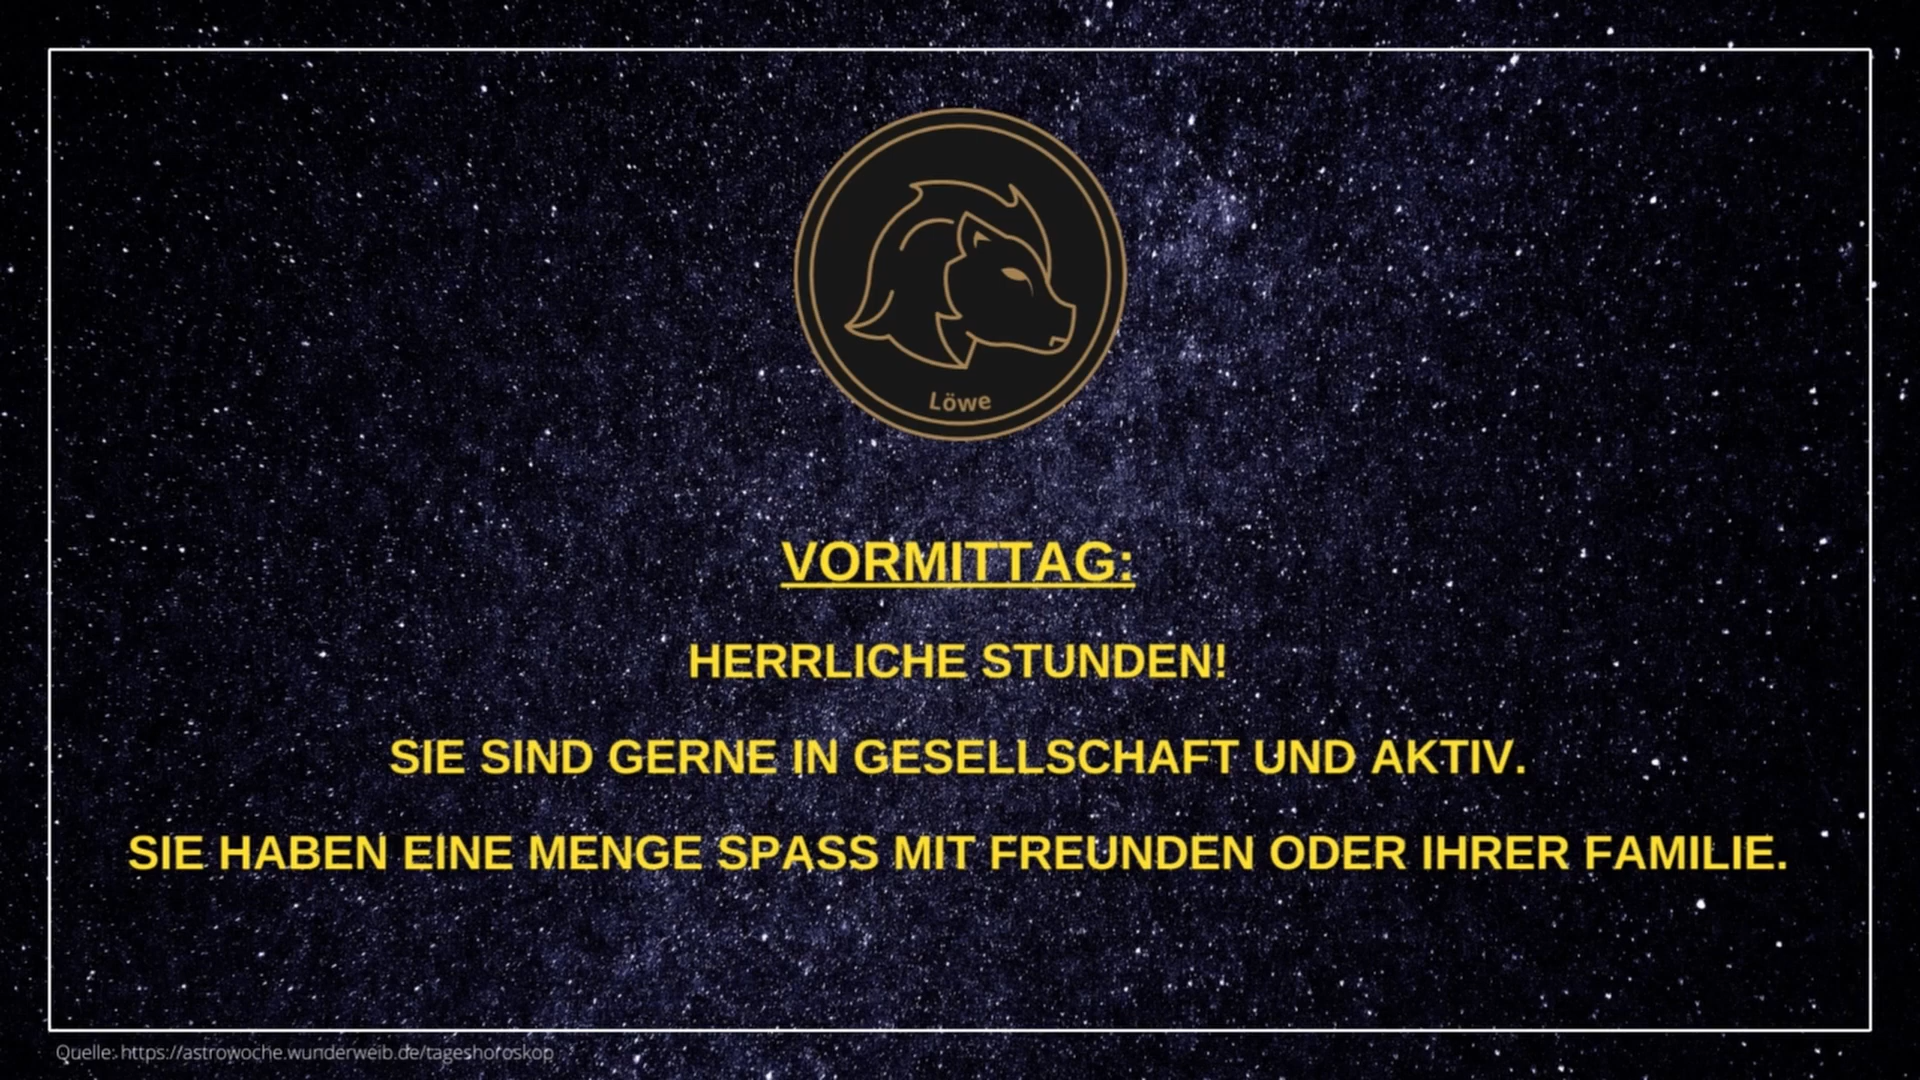 Löwe
VORMITTAG:
HERRLICHE STUNDEN!
SIE SIND GERNE IN GESELLSCHAFT UND AKTIV.
SIE HABEN EINE MENGE SPASS MIT FREUNDEN ODER IHRER FAMILIE.
Quelle: https://astrowoche.wunderweib.de/tageshoroskop